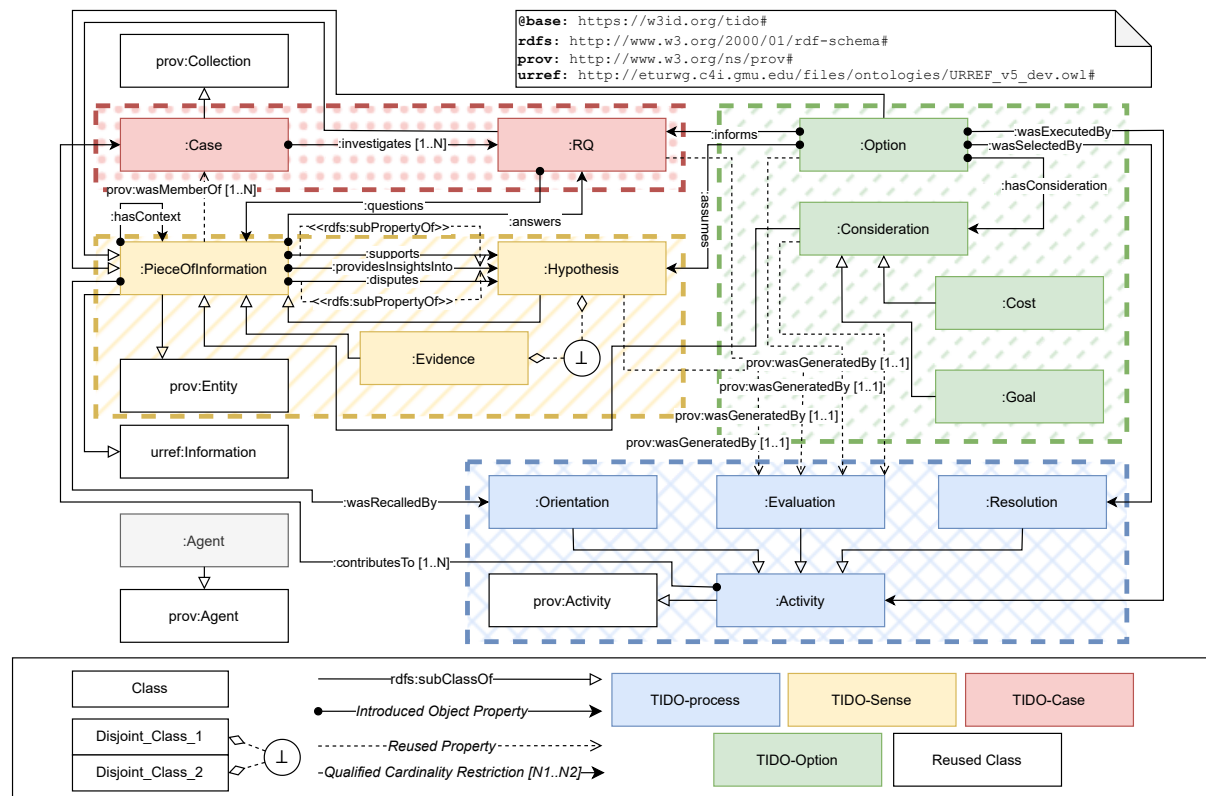 @base: https://w3id.org/tido#
rdfs: http://www.w3.org/2000/01/rdf-schema#
prov: http://www.w3.org/ns/prov#
urref: http://eturwg.c4i.gmu.edu/files/ontologies/URREF_v5_dev.owl#
prov:Collection
:Case
:investigates [1..N]
:RQ
:informs
:Option
:wasExecutedBy
:wasSelectedBy
:hasConsideration
prov:wasMemberOf [1..N]
:hasContext
:questions
:answers
:assumes
:Consideration
<<rdfs:subPropertyOf>>
:supports
:PieceOfInformation
:providesInsightsInto
:Hypothesis
:disputes
<<rdfs:subPropertyOf>>
:Cost
:Evidence
⊥
prov:Entity
:Goal
prov:wasGeneratedBy [1..1]
prov:wasGeneratedBy [1..1]
prov:wasGeneratedBy [1..1]
prov:wasGeneratedBy [1..1]
urref:Information
:wasRecalledBy
:Orientation
:Evaluation
:Resolution
:Agent
:contributesTo [1..N]
prov:Agent
prov:Activity
:Activity
Class
rdfs:subClassOf
Introduced Object Property
Disjoint_Class_1
Disjoint_Class_2
⊥
Reused Property
Qualified Cardinality Restriction [N1..N2]
TIDO-process
TIDO-Sense
TIDO-Case
TIDO-Option
Reused Class